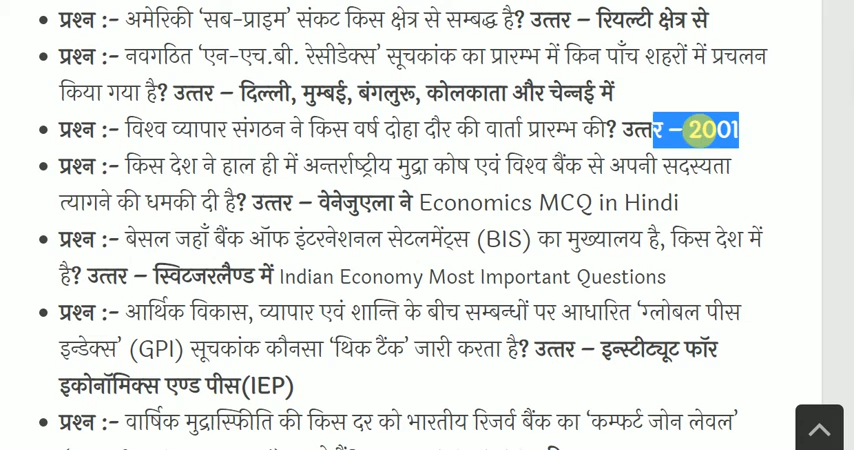 प्रश्न :- अमेरिकी ‘सब-प्राइम’ संकट किस क्षेत्र से सम्बद्ध है? उत्तर – रियल्टी क्षेत्र से
प्रश्न :- नवगठित ‘एन-एच.बी. रेसीडेक्स’ सूचकांक का प्रारम्भ में किन पाँच शहरों में प्रचलन
किया गया है? उत्तर – दिल्ली, मुम्बई, बंगलुरू, कोलकाता और चेन्नई में
प्रश्न :- विश्व व्यापार संगठन ने किस वर्ष दोहा दौर की वार्ता प्रारम्भ की? उत्तर – 2001
प्रश्न :- किस देश ने हाल ही में अन्तर्राष्ट्रीय मुद्रा कोष एवं विश्व बैंक से अपनी सदस्यता
त्यागने की धमकी दी है? उत्तर – वेनेजुएला ने Economics MCQ in Hindi
प्रश्न :- बेसल जहाँ बैंक ऑफ इंटरनेशनल सेटलमेंट्स (BIS) का मुख्यालय है, किस देश में
है? उत्तर – स्विटजरलैण्ड में Indian Economy Most Important Questions
प्रश्न :- आर्थिक विकास, व्यापार एवं शान्ति के बीच सम्बन्धों पर आधारित ‘ग्लोबल पीस
इन्डेक्स’ (GPI) सूचकांक कौनसा ‘थिक टैंक’ जारी करता है? उत्तर – इन्स्टीट्यूट फॉर
इकोनॉमिक्स एण्ड पीस(IEP)
प्रश्न :- वार्षिक मुद्रास्फीति की किस दर को भारतीय रिजर्व बैंक का ‘कम्फर्ट जोन लेवल’